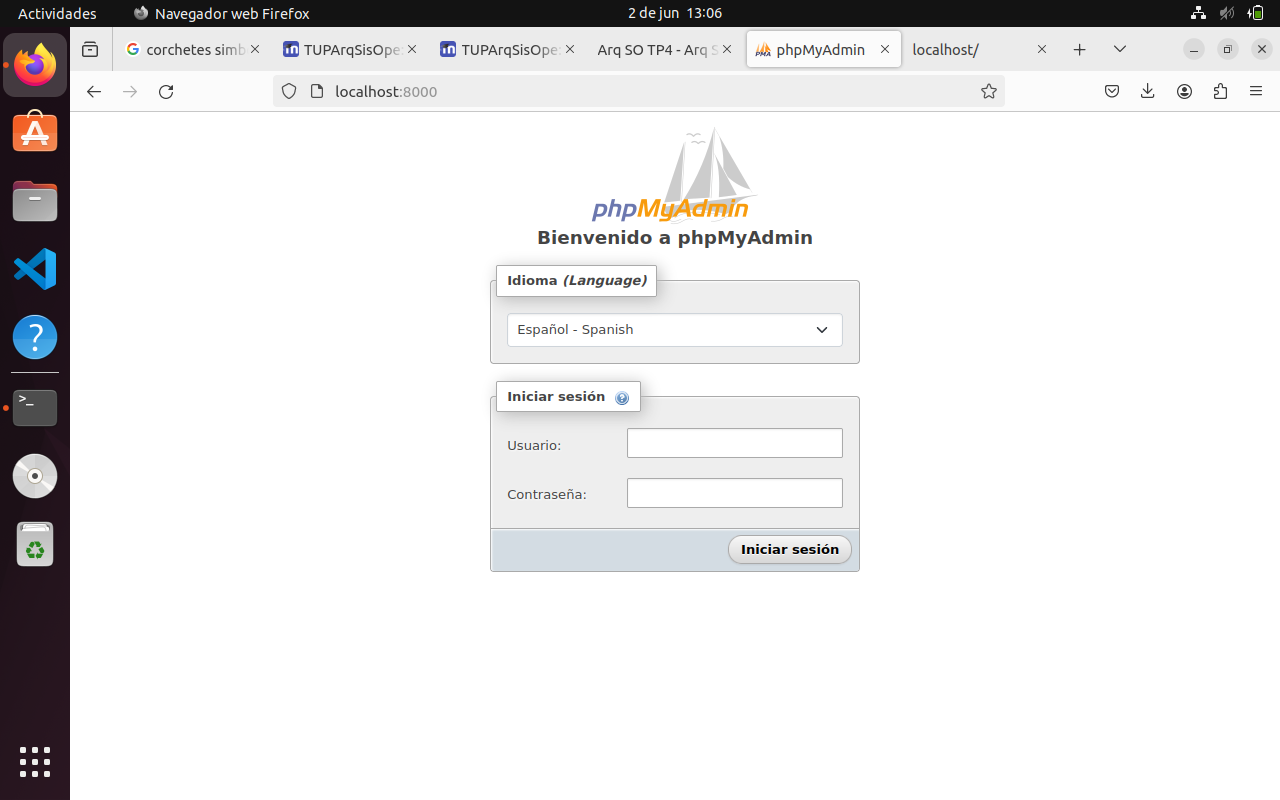 Actividades Navegador web Firefox 2 de jun 13:06
corchetes simb TUPArqSisOpe TUPArqSisOpe Arq SO TP4 - Arq S phpMyAdmin localhost/
localhost:8000
phpMyAdmin
Bienvenido a phpMyAdmin
Idioma (Language)
Español - Spanish
Iniciar sesión
Usuario:
Contraseña:
Iniciar sesión